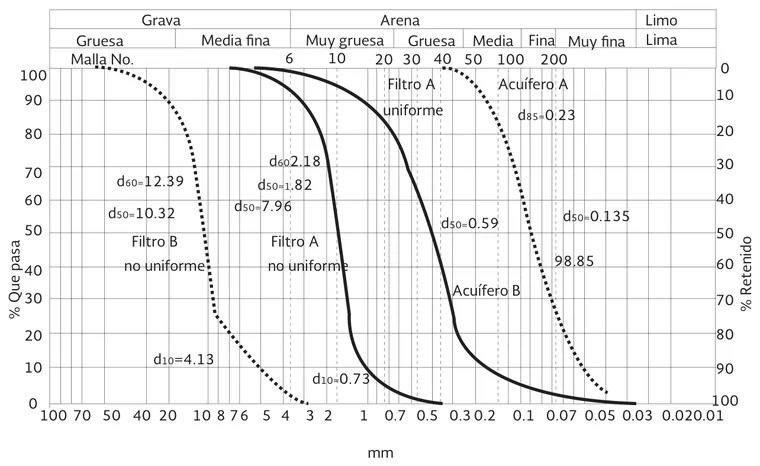 Grava Arena Limo
Gruesa Media fina Muy gruesa Gruesa Media Fina Muy fina Lima
Malla No. 6 10 20 30 40 50 100 200
100 0
Filtro A Acuífero A
90 10
uniforme
d85=0.23
80 20
d602.18
70 30
d60=12.39 d50=1.82
60 40
d50=10.32 d50=7.96 d50=0.135
d50=0.59
50 50
Filtro B Filtro A
no uniforme no uniforme 98.85
40 60
Acuífero B
30 70
20 80
d10=4.13
10 90
d10=0.73
0 100
100 70 50 40 20 10 8 7 6 5 4 3 2 1 0.7 0.5 0.3 0.2 0.1 0.07 0.05 0.03 0.02 0.01
mm
% Que pasa
% Retenido